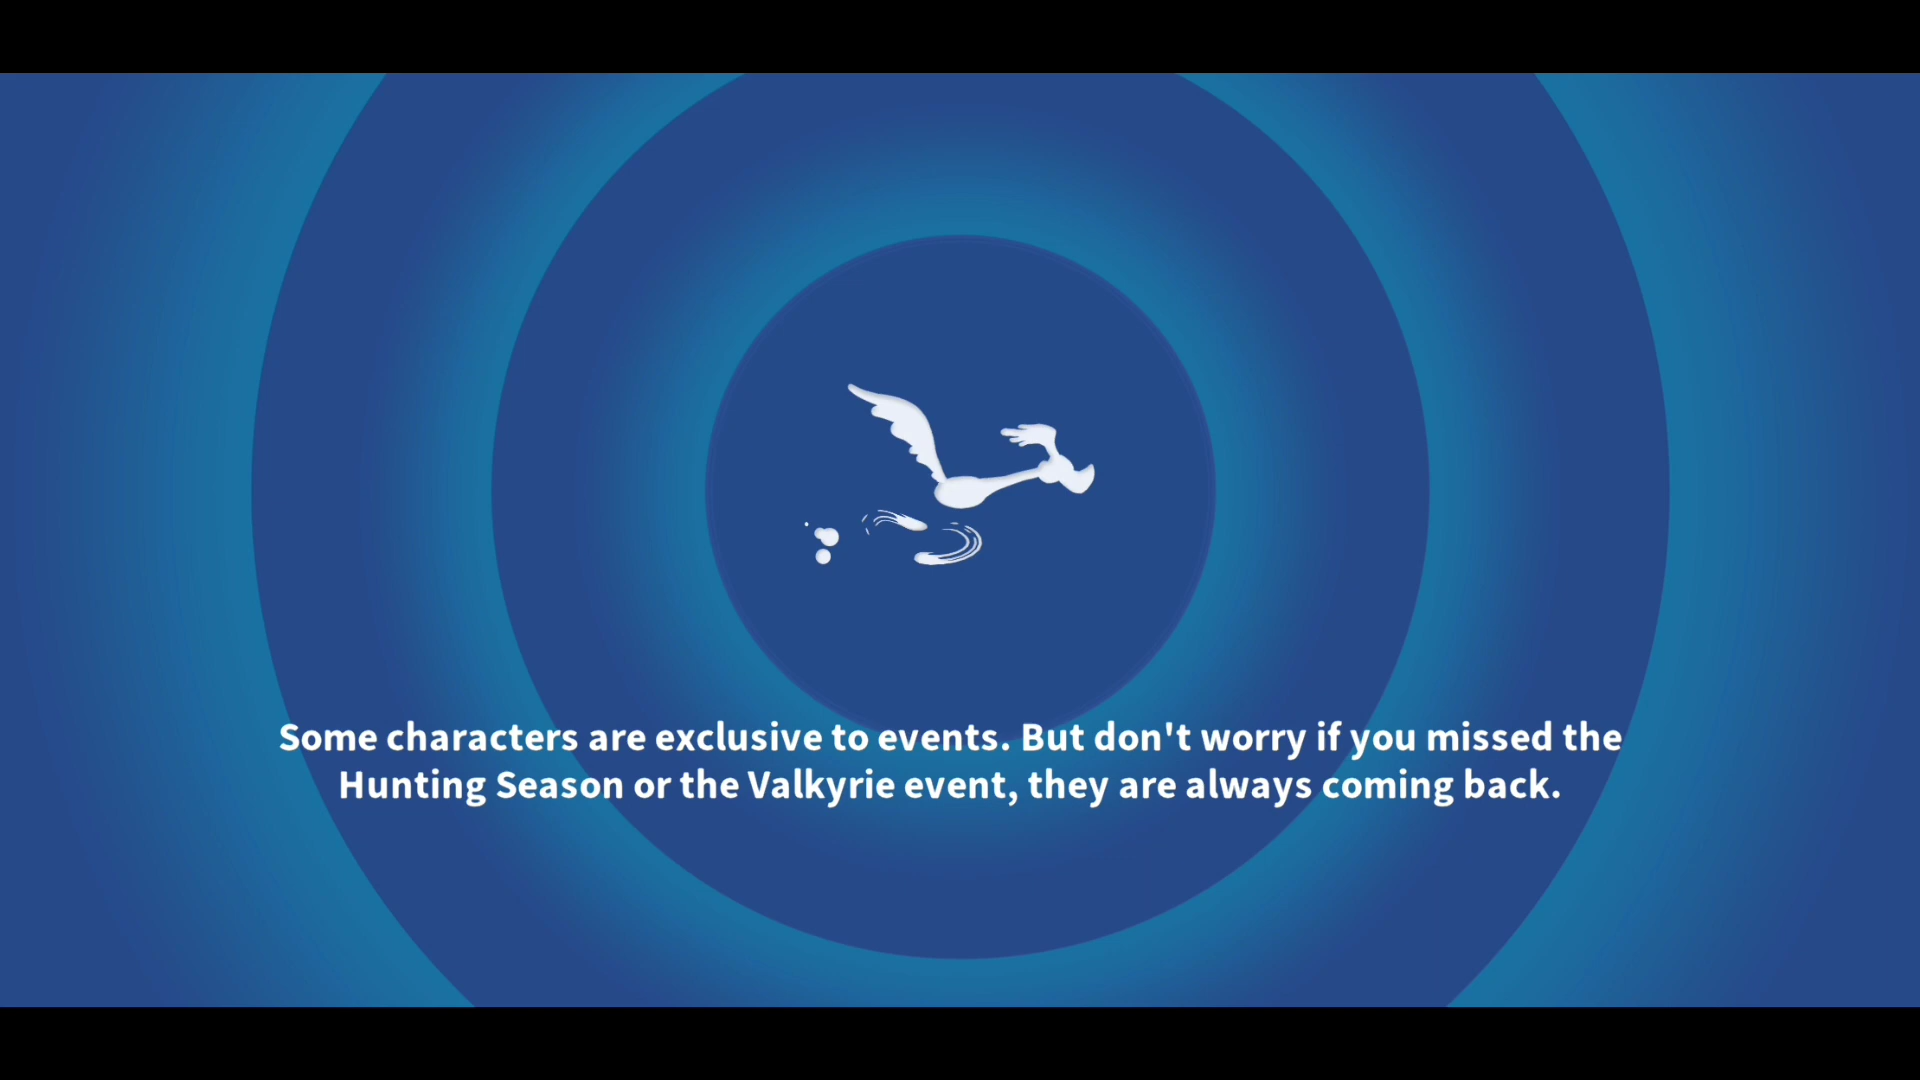 Some characters are exclusive to events. But don't worry if you missed the
Hunting Season or the Valkyrie event, they are always coming back.